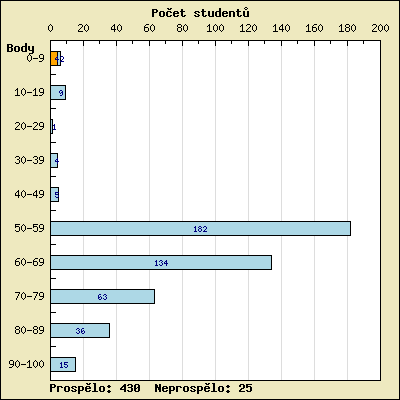 Počet studentů
0 20 40 60 80 100 120 140 160 180 200
Body
0-9 4 2
10-19 9
20-29 1
30-39 4
40-49 5
50-59 182
60-69 134
70-79 63
80-89 36
90-100 15
Prospělo: 430 Neprospělo: 25